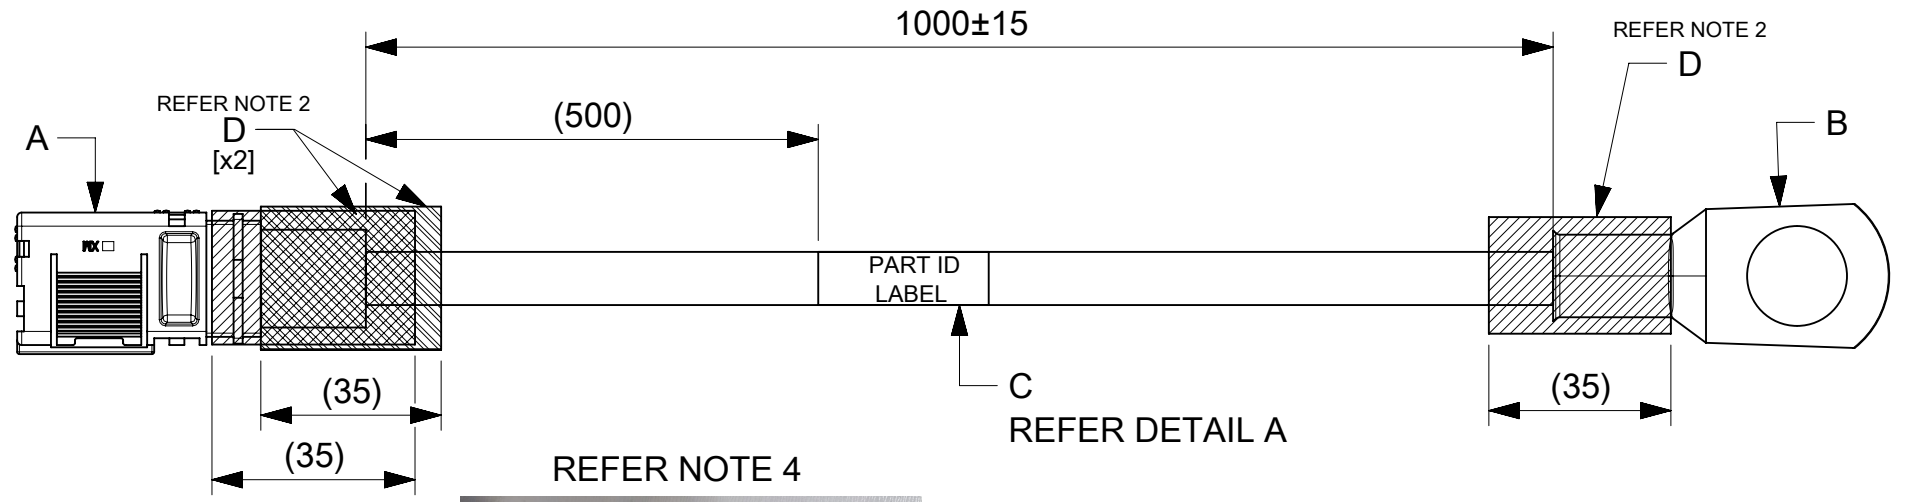 1000±15
REFER NOTE 2
D
REFER NOTE 2
D
[x2]
(500)
A
B
PART ID
LABEL
(35)
C
(35)
REFER DETAIL A
(35)
REFER NOTE 4